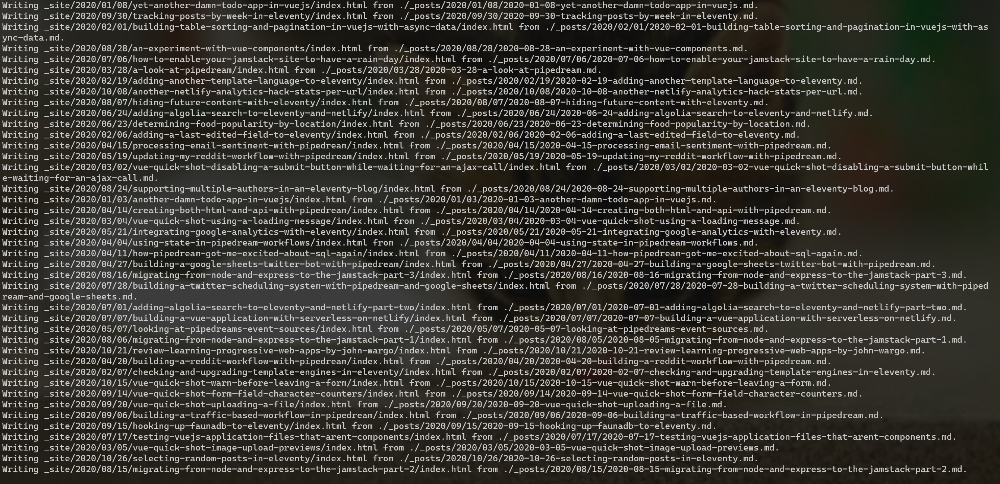 Writing _site/2020/01/08/yet-another-damn-todo-app-in-vuejs/index.html from ./_posts/2020/01/08/2020-01-08-yet-another-damn-todo-app-in-vuejs.md.
Writing _site/2020/09/30/tracking-posts-by-week-in-eleventy/index.html from ./_posts/2020/09/30/2020-09-30-tracking-posts-by-week-in-eleventy.md.
Writing _site/2020/02/01/building-table-sorting-and-pagination-in-vuejs-with-async-data/index.html from ./_posts/2020/02/01/2020-02-01-building-table-sorting-and-pagination-in-vuejs-with-as
ync-data.md.
Writing _site/2020/08/28/an-experiment-with-vue-components/index.html from ./_posts/2020/08/28/2020-08-28-an-experiment-with-vue-components.md.
Writing _site/2020/07/06/how-to-enable-your-jamstack-site-to-have-a-rain-day/index.html from ./_posts/2020/07/06/2020-07-06-how-to-enable-your-jamstack-site-to-have-a-rain-day.md.
Writing _site/2020/03/28/a-look-at-pipedream/index.html from ./_posts/2020/03/28/2020-03-28-a-look-at-pipedream.md.
Writing _site/2020/02/19/adding-another-template-language-to-eleventy/index.html from ./_posts/2020/02/19/2020-02-19-adding-another-template-language-to-eleventy.md.
Writing _site/2020/10/08/another-netlify-analytics-hack-stats-per-url/index.html from ./_posts/2020/10/08/2020-10-08-another-netlify-analytics-hack-stats-per-url.md.
Writing _site/2020/08/07/hiding-future-content-with-eleventy/index.html from ./_posts/2020/08/07/2020-08-07-hiding-future-content-with-eleventy.md.
Writing _site/2020/06/24/adding-algolia-search-to-eleventy-and-netlify/index.html from ./_posts/2020/06/24/2020-06-24-adding-algolia-search-to-eleventy-and-netlify.md.
Writing _site/2020/06/23/determining-food-popularity-by-location/index.html from ./_posts/2020/06/23/2020-06-23-determining-food-popularity-by-location.md.
Writing _site/2020/02/06/adding-a-last-edited-field-to-eleventy/index.html from ./_posts/2020/02/06/2020-02-06-adding-a-last-edited-field-to-eleventy.md.
Writing _site/2020/04/15/processing-email-sentiment-with-pipedream/index.html from ./_posts/2020/04/15/2020-04-15-processing-email-sentiment-with-pipedream.md.
Writing _site/2020/05/19/updating-my-reddit-workflow-with-pipedream/index.html from ./_posts/2020/05/19/2020-05-19-updating-my-reddit-workflow-with-pipedream.md.
Writing _site/2020/03/02/vue-quick-shot-disabling-a-submit-button-while-waiting-for-an-ajax-call/index.html from ./_posts/2020/03/02/2020-03-02-vue-quick-shot-disabling-a-submit-button-whil
e-waiting-for-an-ajax-call.md.
Writing _site/2020/08/24/supporting-multiple-authors-in-an-eleventy-blog/index.html from ./_posts/2020/08/24/2020-08-24-supporting-multiple-authors-in-an-eleventy-blog.md.
Writing _site/2020/01/03/another-damn-todo-app-in-vuejs/index.html from ./_posts/2020/01/03/2020-01-03-another-damn-todo-app-in-vuejs.md.
Writing _site/2020/04/14/creating-both-html-and-api-with-pipedream/index.html from ./_posts/2020/04/14/2020-04-14-creating-both-html-and-api-with-pipedream.md.
Writing _site/2020/03/04/vue-quick-shot-using-a-loading-message/index.html from ./_posts/2020/03/04/2020-03-04-vue-quick-shot-using-a-loading-message.md.
Writing _site/2020/05/21/integrating-google-analytics-with-eleventy/index.html from ./_posts/2020/05/21/2020-05-21-integrating-google-analytics-with-eleventy.md.
Writing _site/2020/04/04/using-state-in-pipedream-workflows/index.html from ./_posts/2020/04/04/2020-04-04-using-state-in-pipedream-workflows.md.
Writing _site/2020/04/11/how-pipedream-got-me-excited-about-sql-again/index.html from ./_posts/2020/04/11/2020-04-11-how-pipedream-got-me-excited-about-sql-again.md.
Writing _site/2020/04/27/building-a-google-sheets-twitter-bot-with-pipedream/index.html from ./_posts/2020/04/27/2020-04-27-building-a-google-sheets-twitter-bot-with-pipedream.md.
Writing _site/2020/08/16/migrating-from-node-and-express-to-the-jamstack-part-3/index.html from ./_posts/2020/08/16/2020-08-16-migrating-from-node-and-express-to-the-jamstack-part-3.md.
Writing _site/2020/07/28/building-a-twitter-scheduling-system-with-pipedream-and-google-sheets/index.html from ./_posts/2020/07/28/2020-07-28-building-a-twitter-scheduling-system-with-piped
ream-and-google-sheets.md.
Writing _site/2020/07/01/adding-algolia-search-to-eleventy-and-netlify-part-two/index.html from ./_posts/2020/07/01/2020-07-01-adding-algolia-search-to-eleventy-and-netlify-part-two.md.
Writing _site/2020/07/07/building-a-vue-application-with-serverless-on-netlify/index.html from ./_posts/2020/07/07/2020-07-07-building-a-vue-application-with-serverless-on-netlify.md.
Writing _site/2020/05/07/looking-at-pipedreams-event-sources/index.html from ./_posts/2020/05/07/2020-05-07-looking-at-pipedreams-event-sources.md.
Writing _site/2020/08/06/migrating-from-node-and-express-to-the-jamstack-part-1/index.html from ./_posts/2020/08/05/2020-08-05-migrating-from-node-and-express-to-the-jamstack-part-1.md.
Writing _site/2020/10/21/review-learning-progressive-web-apps-by-john-wargo/index.html from ./_posts/2020/10/21/2020-10-21-review-learning-progressive-web-apps-by-john-wargo.md.
Writing _site/2020/04/20/building-a-reddit-workflow-with-pipedream/index.html from ./_posts/2020/04/20/2020-04-20-building-a-reddit-workflow-with-pipedream.md.
Writing _site/2020/02/07/checking-and-upgrading-template-engines-in-eleventy/index.html from ./_posts/2020/02/07/2020-02-07-checking-and-upgrading-template-engines-in-eleventy.md.
Writing _site/2020/10/15/vue-quick-shot-warn-before-leaving-a-form/index.html from ./_posts/2020/10/15/2020-10-15-vue-quick-shot-warn-before-leaving-a-form.md.
Writing _site/2020/09/14/vue-quick-shot-form-field-character-counters/index.html from ./_posts/2020/09/14/2020-09-14-vue-quick-shot-form-field-character-counters.md.
Writing _site/2020/09/20/vue-quick-shot-uploading-a-file/index.html from ./_posts/2020/09/20/2020-09-20-vue-quick-shot-uploading-a-file.md.
Writing _site/2020/09/06/building-a-traffic-based-workflow-in-pipedream/index.html from ./_posts/2020/09/06/2020-09-06-building-a-traffic-based-workflow-in-pipedream.md.
Writing _site/2020/09/15/hooking-up-faunadb-to-eleventy/index.html from ./_posts/2020/09/15/2020-09-15-hooking-up-faunadb-to-eleventy.md.
Writing _site/2020/07/17/testing-vuejs-application-files-that-arent-components/index.html from ./_posts/2020/07/17/2020-07-17-testing-vuejs-application-files-that-arent-components.md.
Writing _site/2020/03/05/vue-quick-shot-image-upload-previews/index.html from ./_posts/2020/03/05/2020-03-05-vue-quick-shot-image-upload-previews.md.
Writing _site/2020/10/26/selecting-random-posts-in-eleventy/index.html from ./_posts/2020/10/26/2020-10-26-selecting-random-posts-in-eleventy.md.
Writing _site/2020/08/15/migrating-from-node-and-express-to-the-jamstack-part-2/index.html from ./_posts/2020/08/15/2020-08-15-migrating-from-node-and-express-to-the-jamstack-part-2.md.